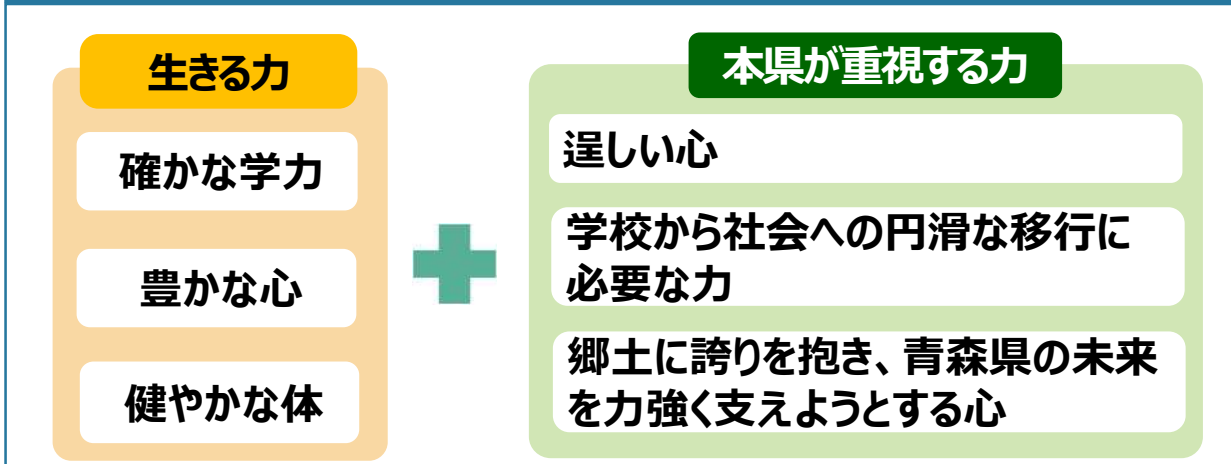 生きる力
確かな学力
豊かな心
健やかな体
本県が重視する力
逞しい心
学校から社会への円滑な移行に
必要な力
郷土に誇りを抱き、青森県の未来
を力強く支えようとする心